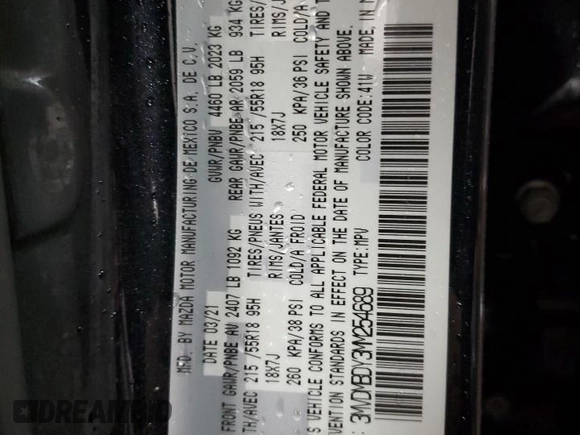 MFD. BY MAZDA MOTOR MANUFACTURING DE MEXICO S.A. DE C.V.
DATE 03/21 GVWR/PNBV 4460 LB 2023 KG
FRONT GAWR/PNBE AV 2407 LB 1092 KG REAR GAWR/PNBE AR 2059 LB 934 KG
TH/AVEC 215 /55R18 95H TIRES/PNEUS WITH/AVEC 215 /55R18 95H TIRES/
18X7J RIMS/JANTES 18X7J RIMS/J
260 KPA/38 PSI COLD/A FROID 250 KPA/36 PSI COLD/A
S VEHICLE CONFORMS TO ALL APPLICABLE FEDERAL MOTOR VEHICLE SAFETY AND T
VENTION STANDARDS IN EFFECT ON THE DATE OF MANUFACTURE SHOWN ABOVE.
3MVDMBDY3MM254689 TYPE:MPV COLOR CODE:41W MADE IN M
DREAMBID.COM